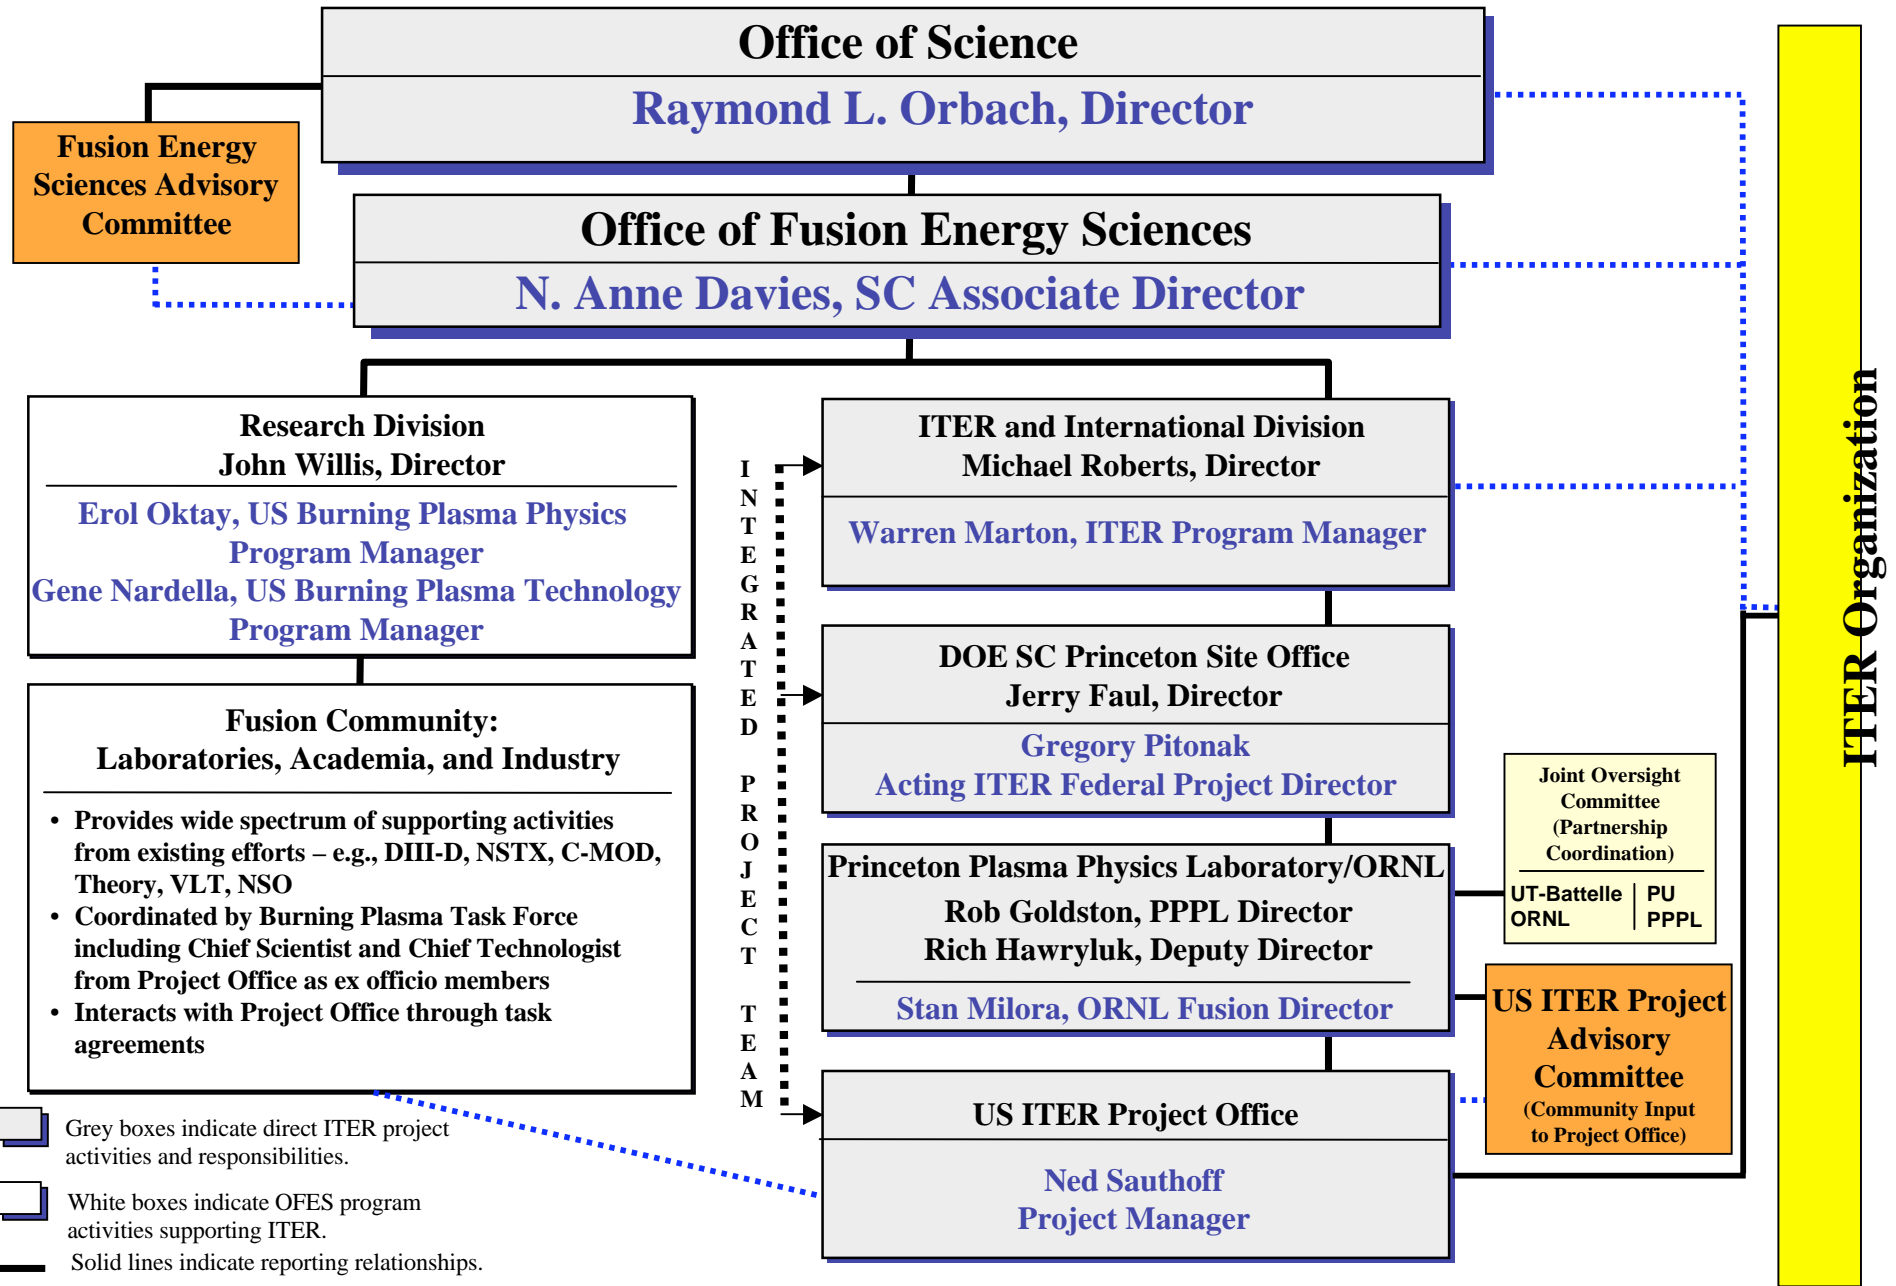 Office of Science
Raymond L. Orbach, Director
Fusion Energy
Sciences Advisory
Committee
Office of Fusion Energy Sciences
N. Anne Davies, SC Associate Director
Research Division
John Willis, Director
Erol Oktay, US Burning Plasma Physics
Program Manager
Gene Nardella, US Burning Plasma Technology
Program Manager
Fusion Community:
Laboratories, Academia, and Industry
• Provides wide spectrum of supporting activities
from existing efforts – e.g., DIII-D, NSTX, C-MOD,
Theory, VLT, NSO
• Coordinated by Burning Plasma Task Force
including Chief Scientist and Chief Technologist
from Project Office as ex officio members
• Interacts with Project Office through task
agreements
INTEGRATED PROJECT TEAM
ITER and International Division
Michael Roberts, Director
Warren Marton, ITER Program Manager
DOE SC Princeton Site Office
Jerry Faul, Director
Gregory Pitonak
Acting ITER Federal Project Director
Princeton Plasma Physics Laboratory/ORNL
Rob Goldston, PPPL Director
Rich Hawryluk, Deputy Director
Stan Milora, ORNL Fusion Director
US ITER Project Office
Ned Sauthoff
Project Manager
Joint Oversight
Committee
(Partnership
Coordination)
UT-Battelle PU
ORNL PPPL
US ITER Project
Advisory
Committee
(Community Input
to Project Office)
ITER Organization
Grey boxes indicate direct ITER project
activities and responsibilities.
White boxes indicate OFES program
activities supporting ITER.
Solid lines indicate reporting relationships.